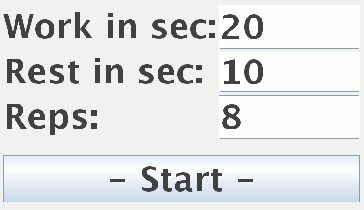 Work in sec: 20
Rest in sec: 10
Reps: 8
- Start -